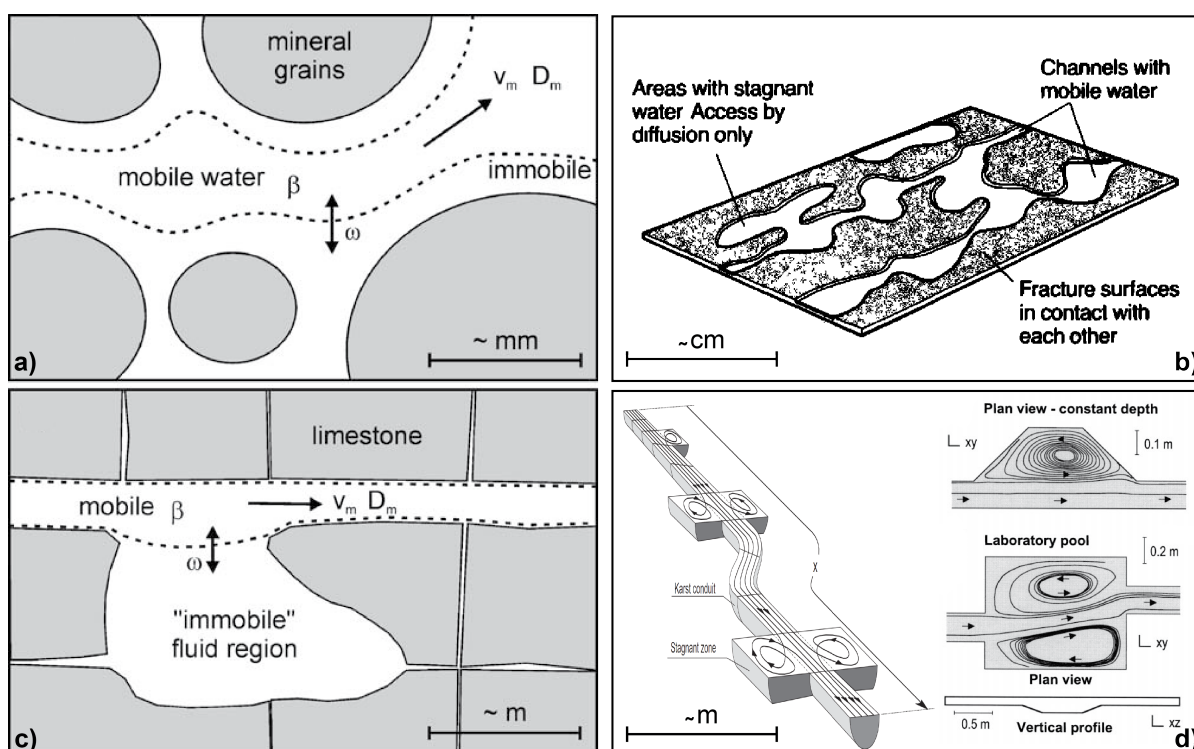 mineral
grains
v_m D_m
mobile water β
immobile
ω
~ mm
a)
Areas with stagnant
water Access by
diffusion only
Channels with
mobile water
Fracture surfaces
in contact with
each other
~cm
b)
limestone
mobile β
v_m D_m
ω
"immobile"
fluid region
~ m
c)
X
Karst conduit
Stagnant zone
~m
Plan view - constant depth
xy
0.1 m
Laboratory pool
0.2 m
xy
Plan view
0.5 m
Vertical profile
xz
d)